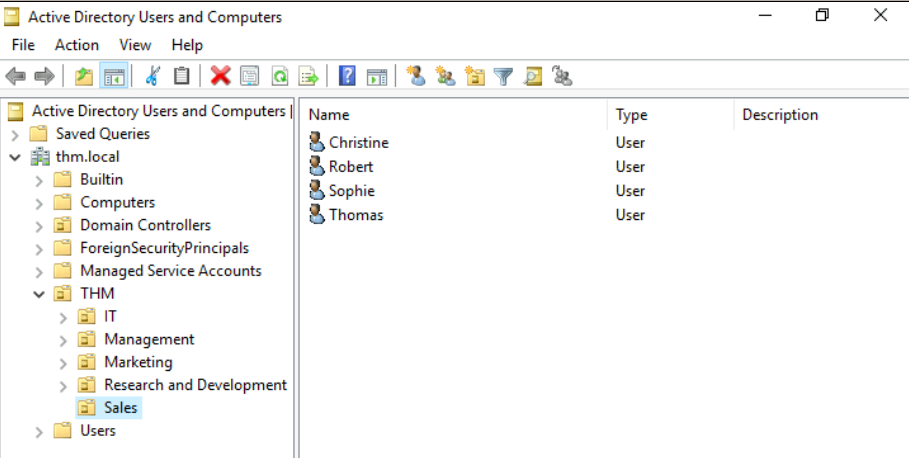 Active Directory Users and Computers
File Action View Help
Active Directory Users and Computers
Saved Queries
thm.local
Builtin
Computers
Domain Controllers
ForeignSecurityPrincipals
Managed Service Accounts
THM
IT
Management
Marketing
Research and Development
Sales
Users
Name Type Description
Christine User
Robert User
Sophie User
Thomas User